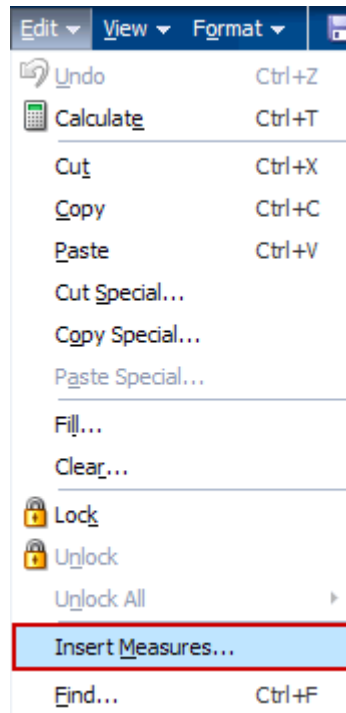 Edit View Format
Undo Ctrl+Z
Calculate Ctrl+T
Cut Ctrl+X
Copy Ctrl+C
Paste Ctrl+V
Cut Special...
Copy Special...
Paste Special...
Fill...
Clear...
Lock
Unlock
Unlock All
Insert Measures...
Find... Ctrl+F